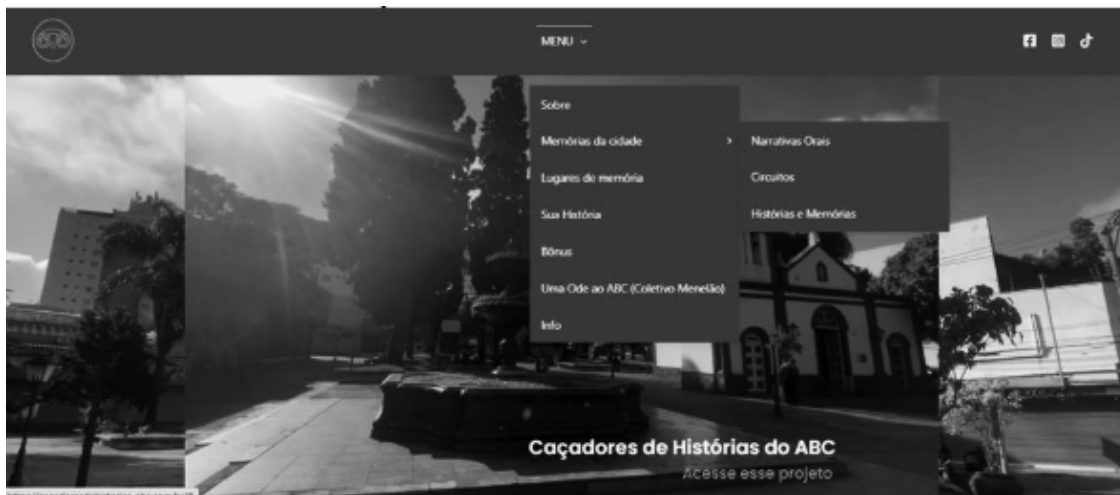 MENU
Sobre
Memórias da cidade
Narrativas Orais
Lugares de memória
Circuitos
Sua História
Histórias e Memórias
Bônus
Uma Ode ao ABC (Coletivo Menelão)
Info
Caçadores de Histórias do ABC
Acesse esse projeto